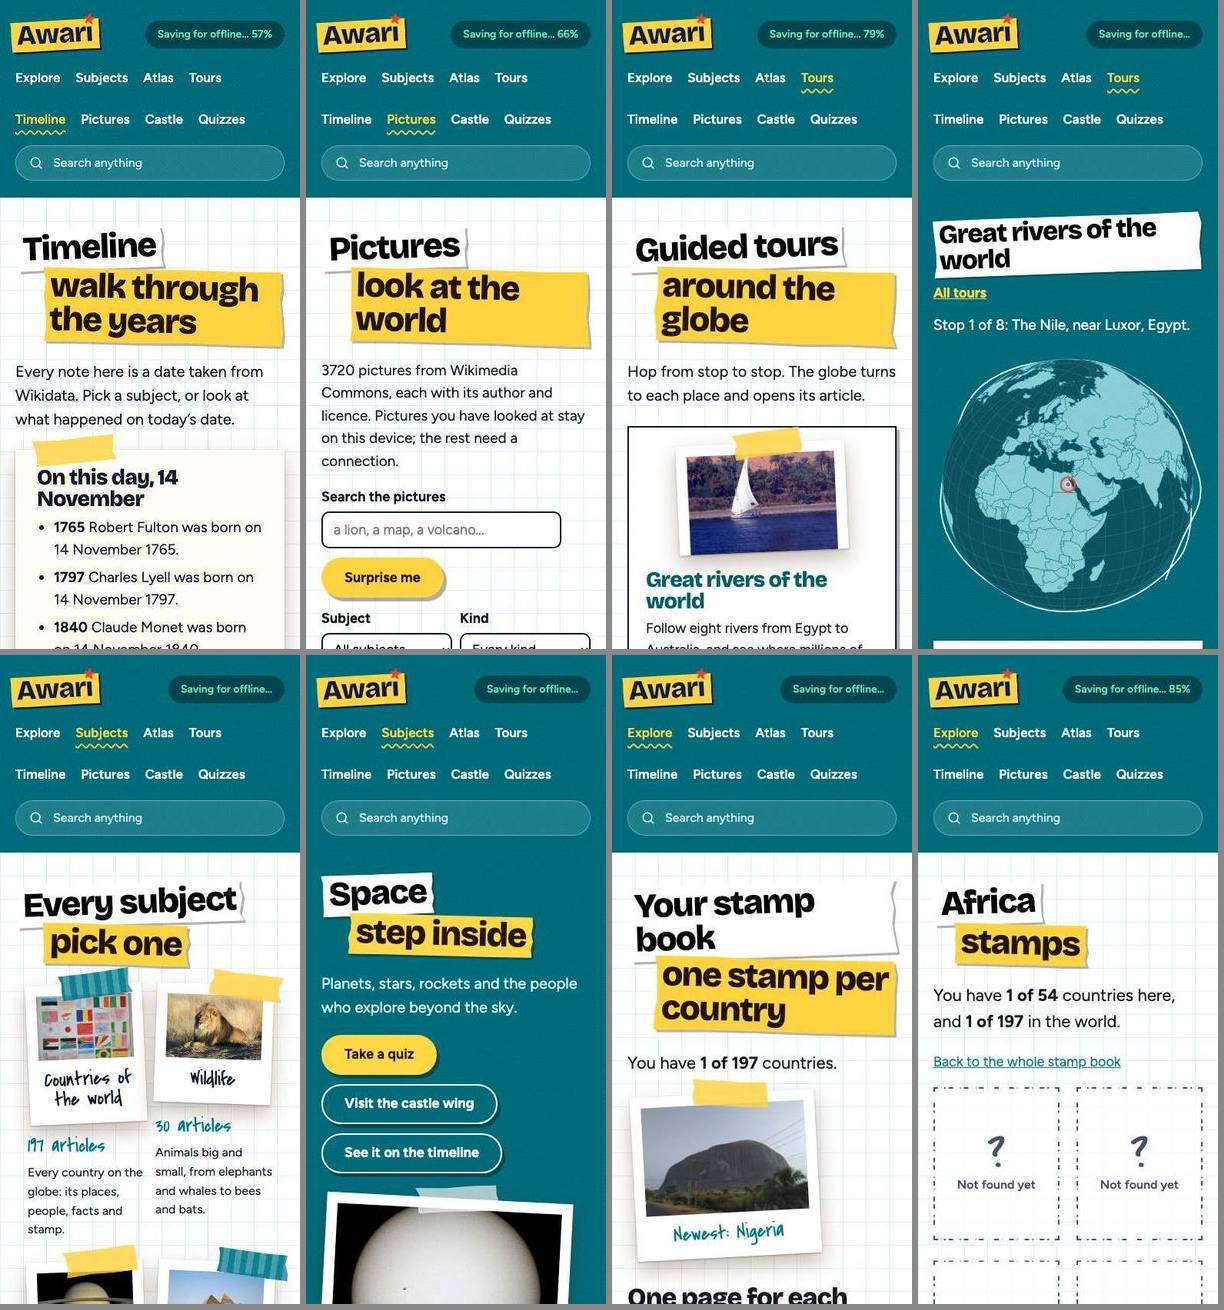 Awari
Saving for offline... 57%
Explore Subjects Atlas Tours
Timeline Pictures Castle Quizzes
Search anything
Timeline
walk through
the years
Every note here is a date taken from
Wikidata. Pick a subject, or look at
what happened on today's date.
On this day, 14
November
• 1765 Robert Fulton was born on
14 November 1765.
• 1797 Charles Lyell was born on
14 November 1797.
• 1840 Claude Monet was born
on 14 November 1840.
Awari
Saving for offline... 66%
Explore Subjects Atlas Tours
Timeline Pictures Castle Quizzes
Search anything
Pictures
look at the
world
3720 pictures from Wikimedia
Commons, each with its author and
licence. Pictures you have looked at stay
on this device; the rest need a
connection.
Search the pictures
a lion, a map, a volcano...
Surprise me
Subject Kind
All subjects Every kind
Awari
Saving for offline... 79%
Explore Subjects Atlas Tours
Timeline Pictures Castle Quizzes
Search anything
Guided tours
around the
globe
Hop from stop to stop. The globe turns
to each place and opens its article.
Great rivers of the
world
Follow eight rivers from Egypt to
Australia, and see where millions of
Awari
Saving for offline...
Explore Subjects Atlas Tours
Timeline Pictures Castle Quizzes
Search anything
Great rivers of the
world
All tours
Stop 1 of 8: The Nile, near Luxor, Egypt.
Awari
Saving for offline...
Explore Subjects Atlas Tours
Timeline Pictures Castle Quizzes
Search anything
Every subject
pick one
Countries of
the world
197 articles
Every country on the
globe: its places,
people, facts and
stamp.
Wildlife
30 articles
Animals big and
small, from elephants
and whales to bees
and bats.
Awari
Saving for offline...
Explore Subjects Atlas Tours
Timeline Pictures Castle Quizzes
Search anything
Space
step inside
Planets, stars, rockets and the people
who explore beyond the sky.
Take a quiz
Visit the castle wing
See it on the timeline
Awari
Saving for offline...
Explore Subjects Atlas Tours
Timeline Pictures Castle Quizzes
Search anything
Your stamp
book
one stamp per
country
You have 1 of 197 countries.
Newest: Nigeria
One page for each
Awari
Saving for offline... 85%
Explore Subjects Atlas Tours
Timeline Pictures Castle Quizzes
Search anything
Africa
stamps
You have 1 of 54 countries here,
and 1 of 197 in the world.
Back to the whole stamp book
?
Not found yet
?
Not found yet